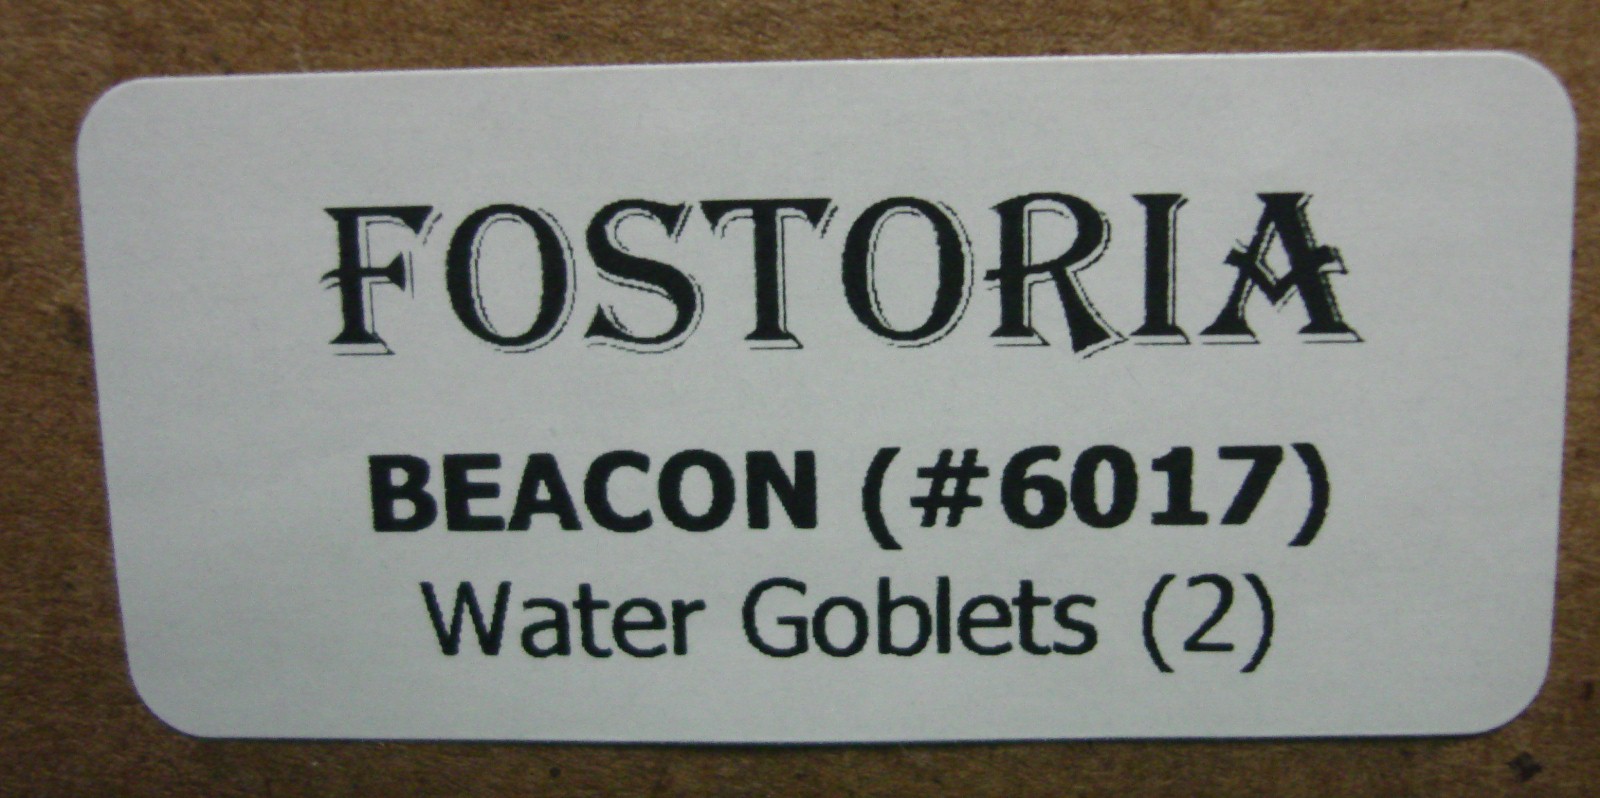 FOSTORIA
BEACON (#6017)
Water Goblets (2)